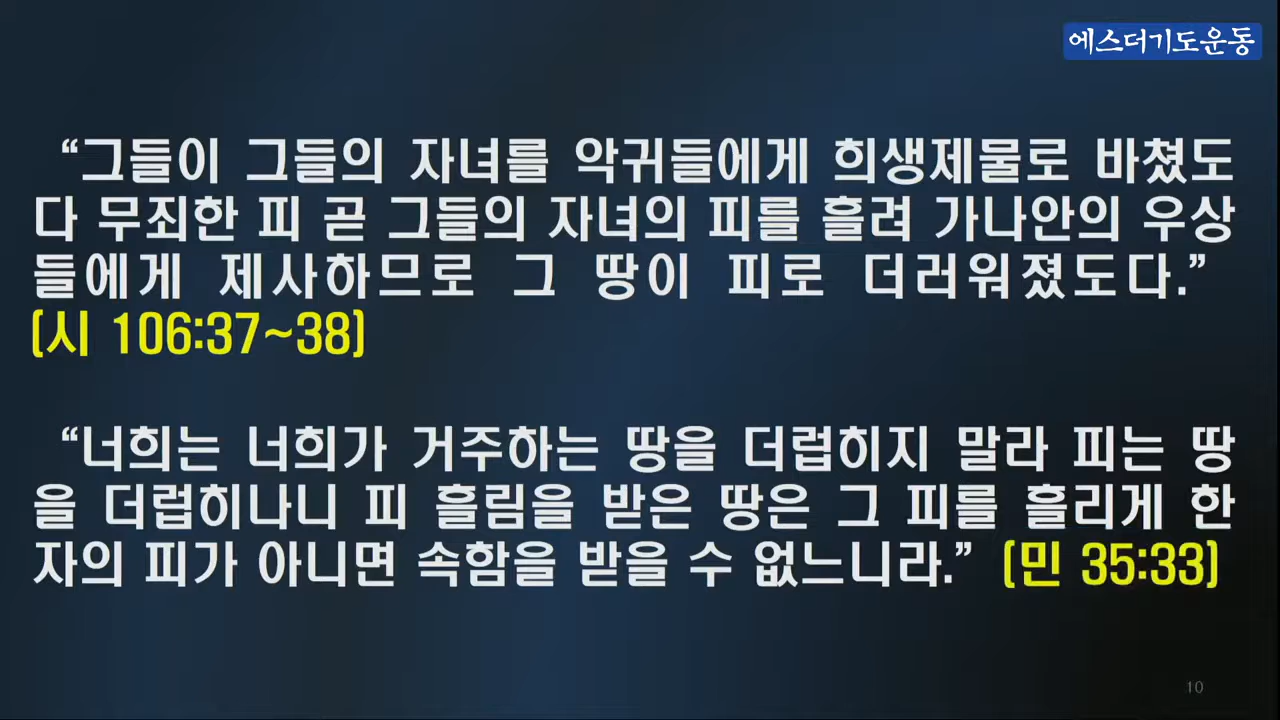 에스더기도운동
“그들이 그들의 자녀를 악귀들에게 희생제물로 바쳤도
다 무죄한 피 곧 그들의 자녀의 피를 흘려 가나안의 우상
들에게 제사하므로 그 땅이 피로 더러워졌도다.”
(시 106:37~38)
“너희는 너희가 거주하는 땅을 더럽히지 말라 피는 땅
을 더럽히나니 피 흘림을 받은 땅은 그 피를 흘리게 한
자의 피가 아니면 속함을 받을 수 없느니라.” (민 35:33)
10